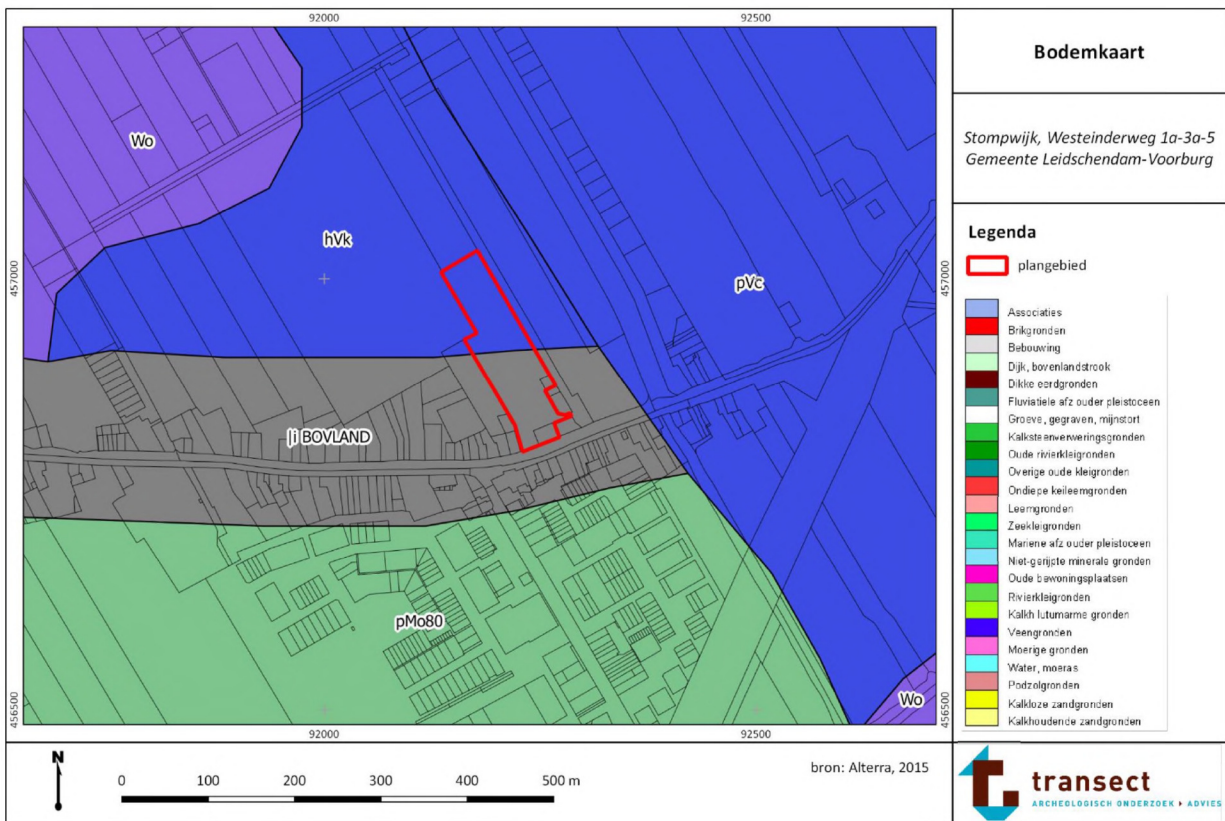 92000
92500
Wo
hVk
pVc
457000
457000
|i BOVLAND
pMo80
Wo
456500
456500
92000
92500
N
0 100 200 300 400 500 m
bron: Alterra, 2015
Bodemkaart
Stompwijk, Westeinderweg 1a-3a-5
Gemeente Leidschendam-Voorburg
Legenda
plangebied
Associaties
Brikgronden
Bebouwing
Dijk, bovenlandstrook
Dikke eerdgronden
Fluviatiele afz ouder pleistoceen
Groeve, gegraven, mijnstort
Kalksteenverweringsgronden
Oude rivierkleigronden
Overige oude kleigronden
Ondiepe keileemgronden
Leemgronden
Zeekleigronden
Mariene afz ouder pleistoceen
Niet-gerijpte minerale gronden
Oude bewoningsplaatsen
Rivierkleigronden
Kalkh lutumarme gronden
Veengronden
Moerige gronden
Water, moeras
Podzolgronden
Kalkloze zandgronden
Kalkhoudende zandgronden
transect
ARCHEOLOGISCH ONDERZOEK ▸ ADVIES